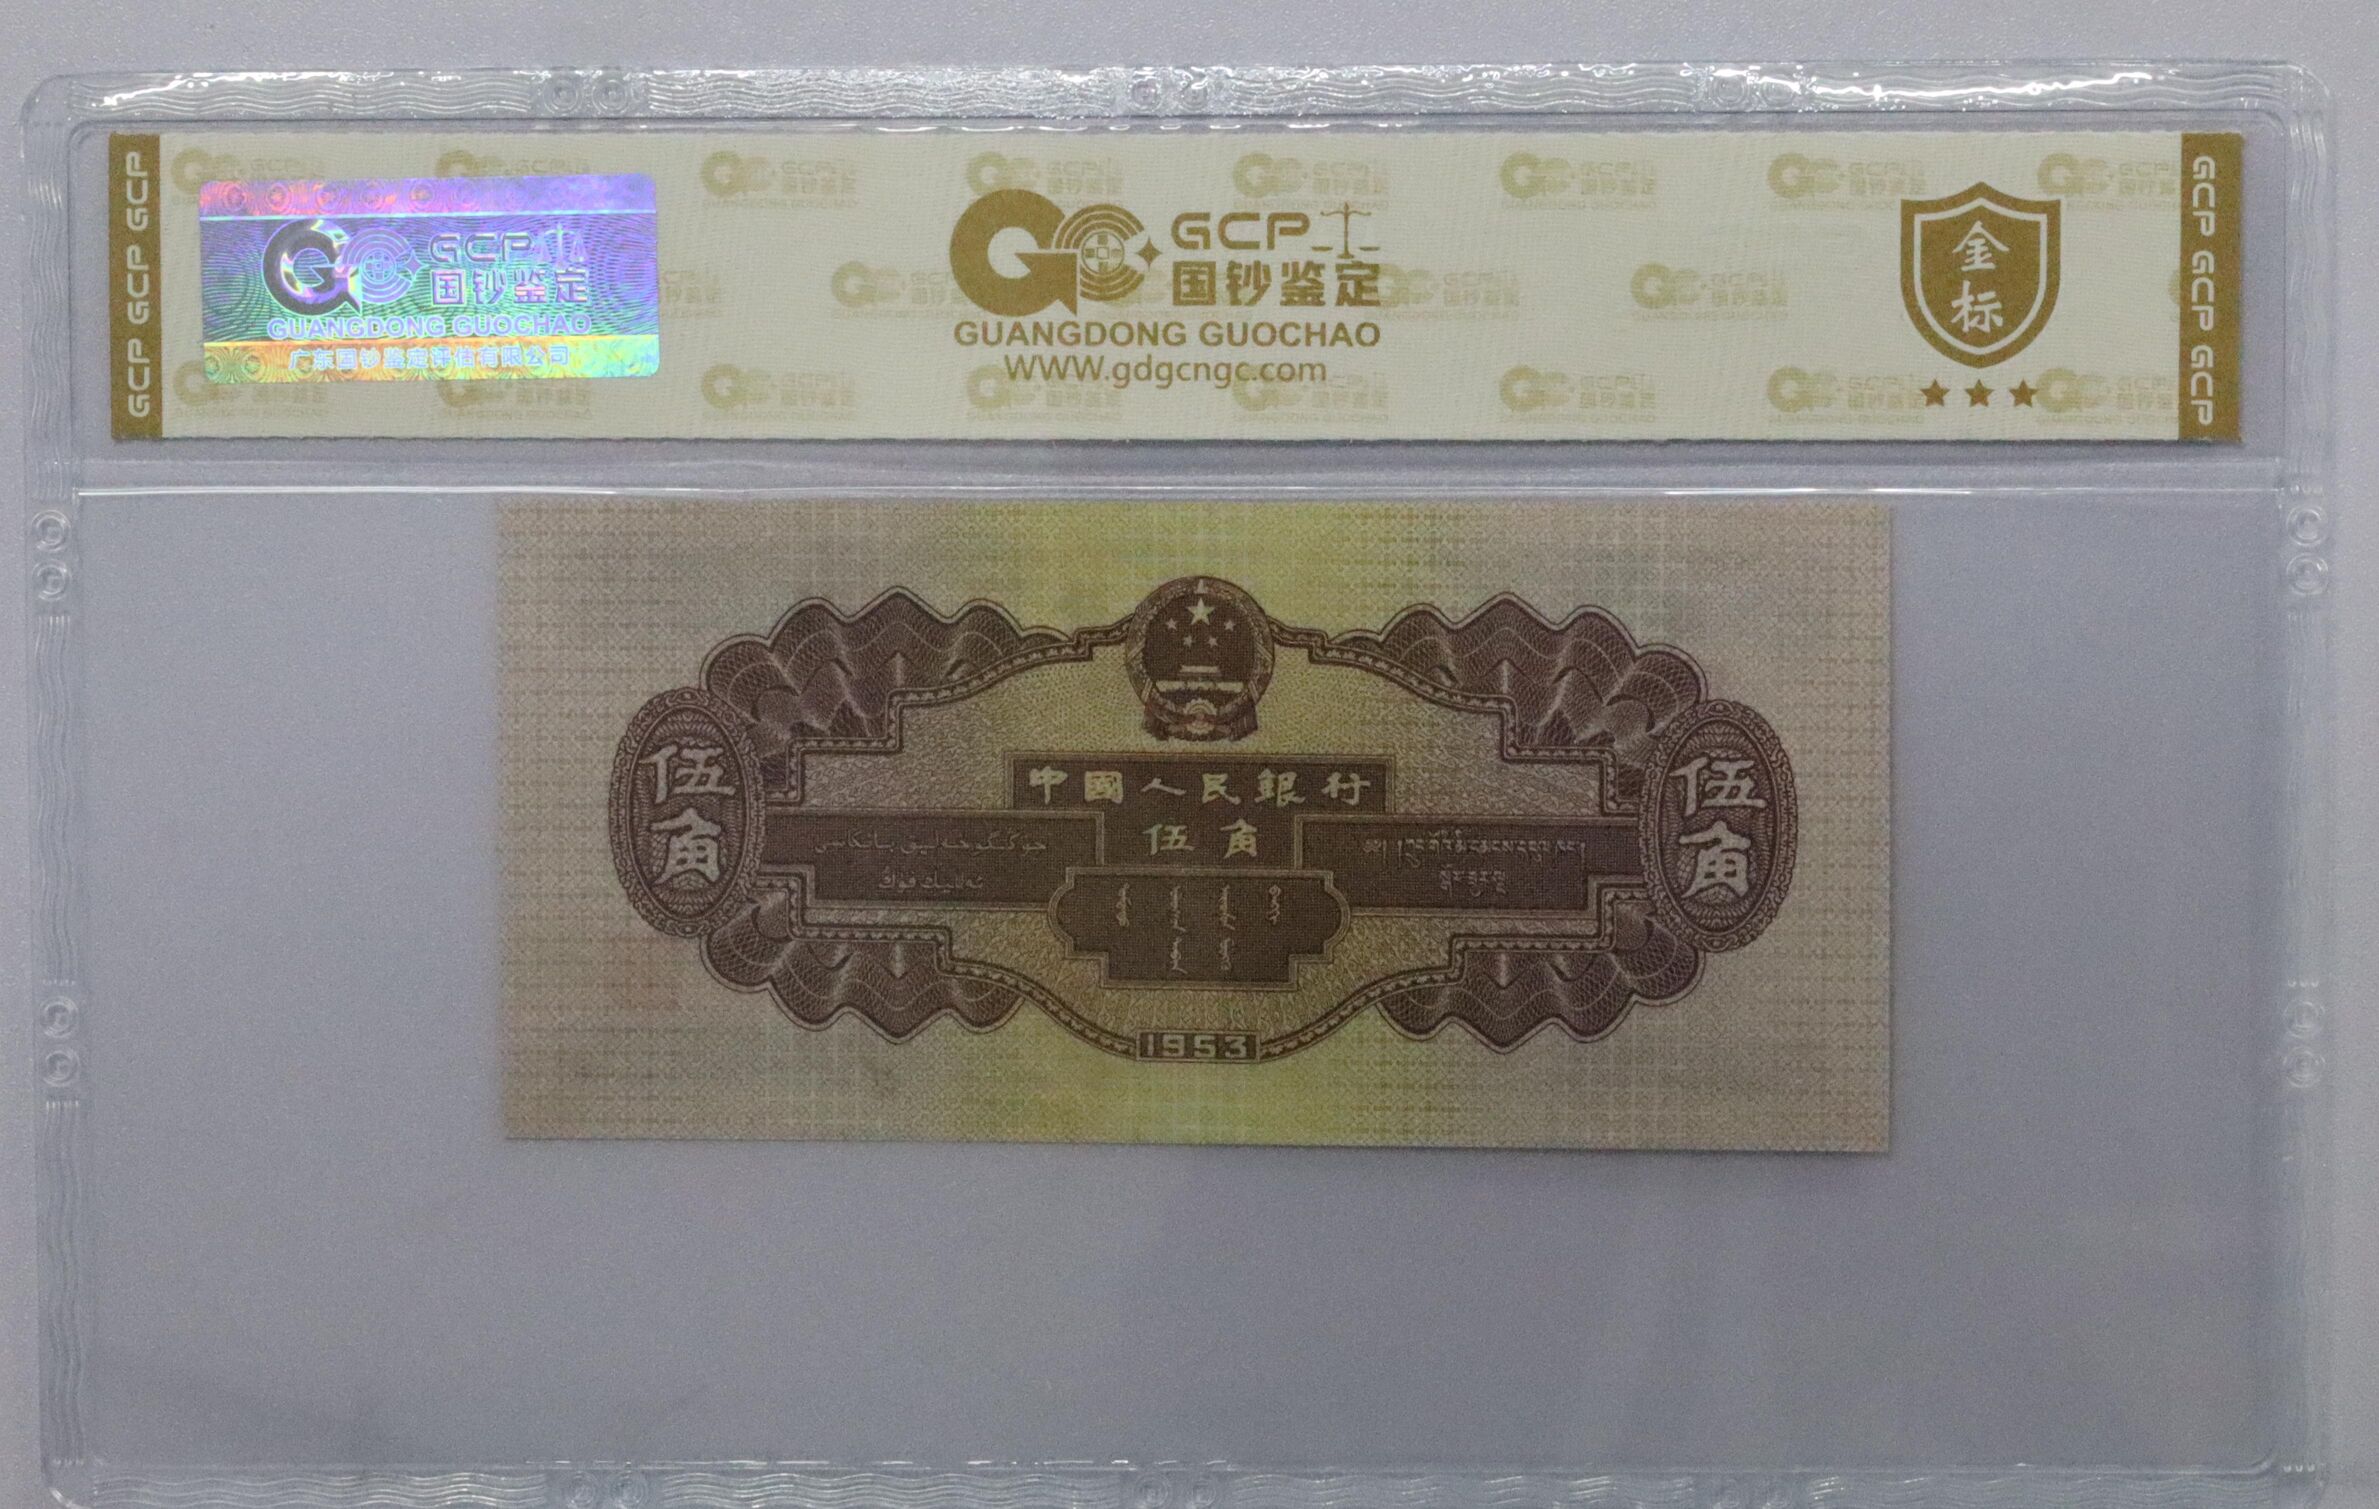 GCP GCP GCP
GCP
国钞鉴定
GUANGDONG GUOCHAO
广东国钞鉴定评估有限公司
GCP
国钞鉴定
GUANGDONG GUOCHAO
WWW.gdgcngc.com
金
标
GCP GCP GCP
伍角
中國人民銀行
伍角
伍角
1953